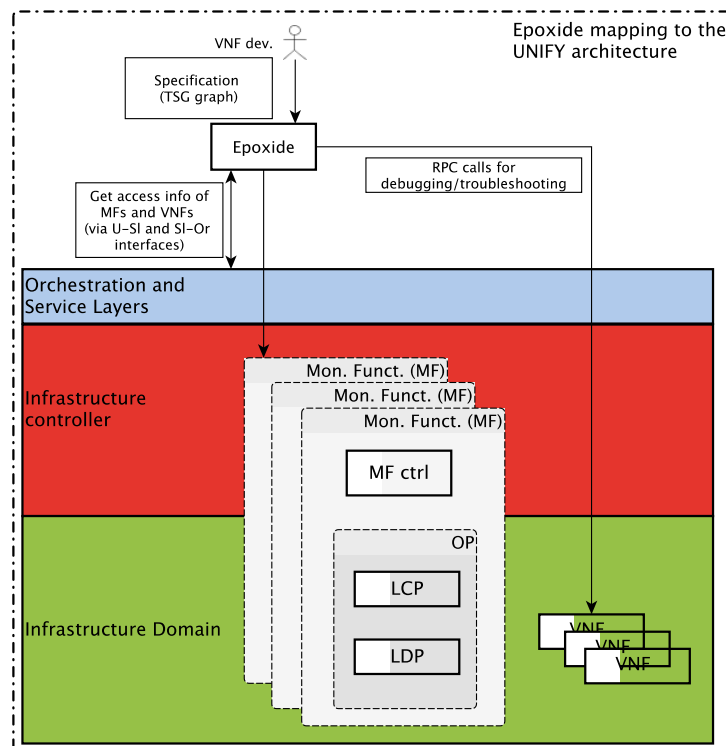 Epoxide mapping to the
UNIFY architecture
VNF dev.
Specification
(TSG graph)
Epoxide
RPC calls for
debugging/troubleshooting
Get access info of
MFs and VNFs
(via U-Sl and Sl-Or
interfaces)
Orchestration and
Service Layers
Mon. Funct. (MF)
Mon. Funct. (MF)
Mon. Funct. (MF)
Infrastructure
controller
MF ctrl
OP
LCP
LDP
Infrastructure Domain
VNF
VNF
VNF